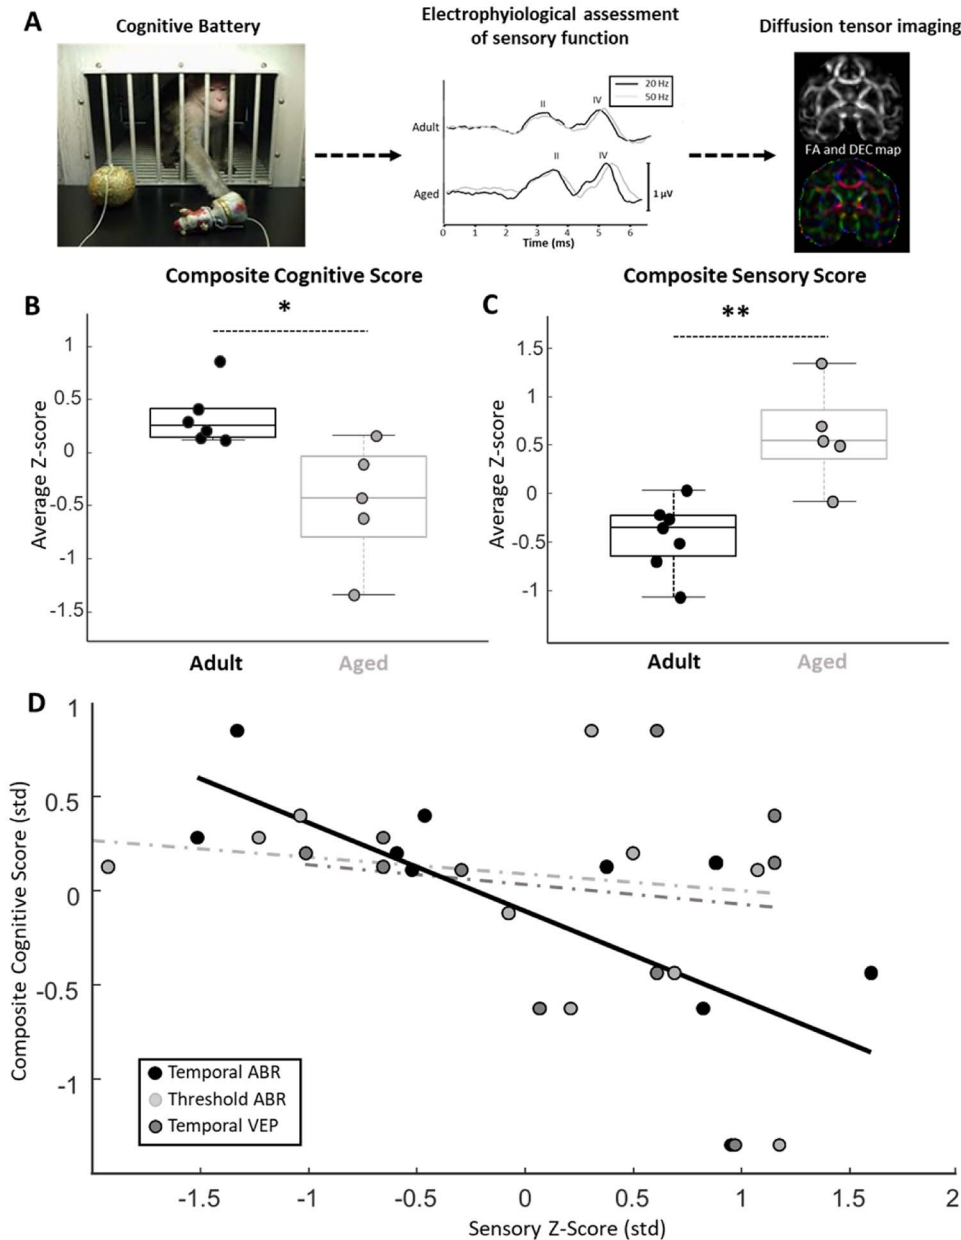 A
Cognitive Battery
Electrophyiological assessment
of sensory function
Diffusion tensor imaging
20 Hz
50 Hz
II
IV
Adult
II
IV
Aged
1 µV
0 1 2 3 4 5 6
Time (ms)
FA and DEC map
B
Composite Cognitive Score
*
1
0.5
0
-0.5
-1
-1.5
Average Z-score
Adult
Aged
C
Composite Sensory Score
**
1.5
1
0.5
0
-0.5
-1
Average Z-score
Adult
Aged
D
1
0.5
0
-0.5
-1
Composite Cognitive Score (std)
Temporal ABR
Threshold ABR
Temporal VEP
-1.5 -1 -0.5 0 0.5 1 1.5 2
Sensory Z-Score (std)